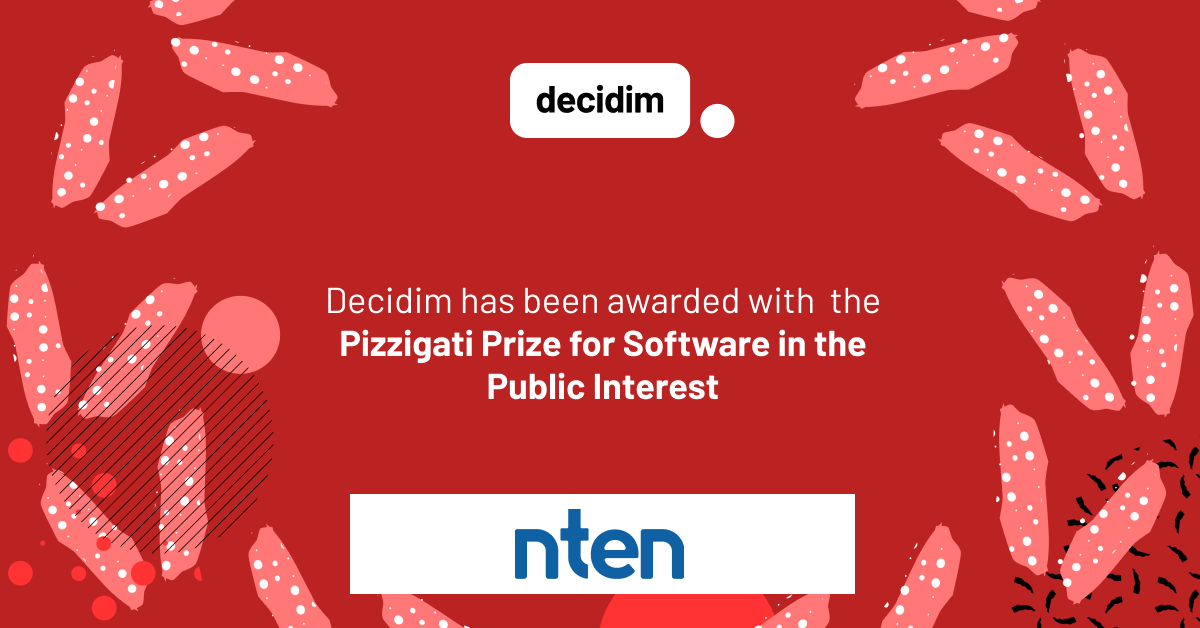 decidim
Decidim has been awarded with  the
Pizzigati Prize for Software in the
Public Interest
nten